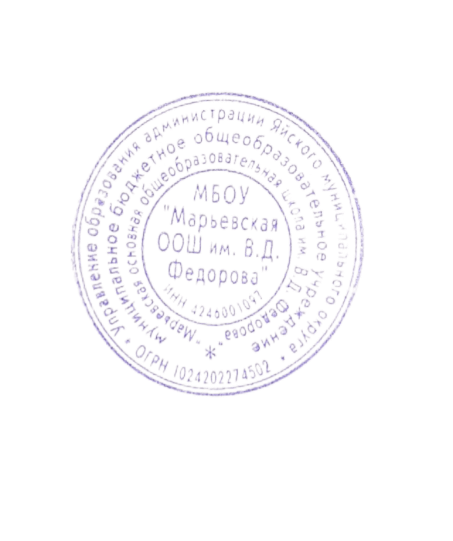 Управление образования администрации Яйского муниципального округа •
ОГРН 1024202274502 •
муниципальное бюджетное общеобразовательное учреждение
"Марьевская основная общеобразовательная школа им. В.Д. Федорова" *
МБОУ
"Марьевская
ООШ им. В.Д.
Федорова"
ИНН 4246001097